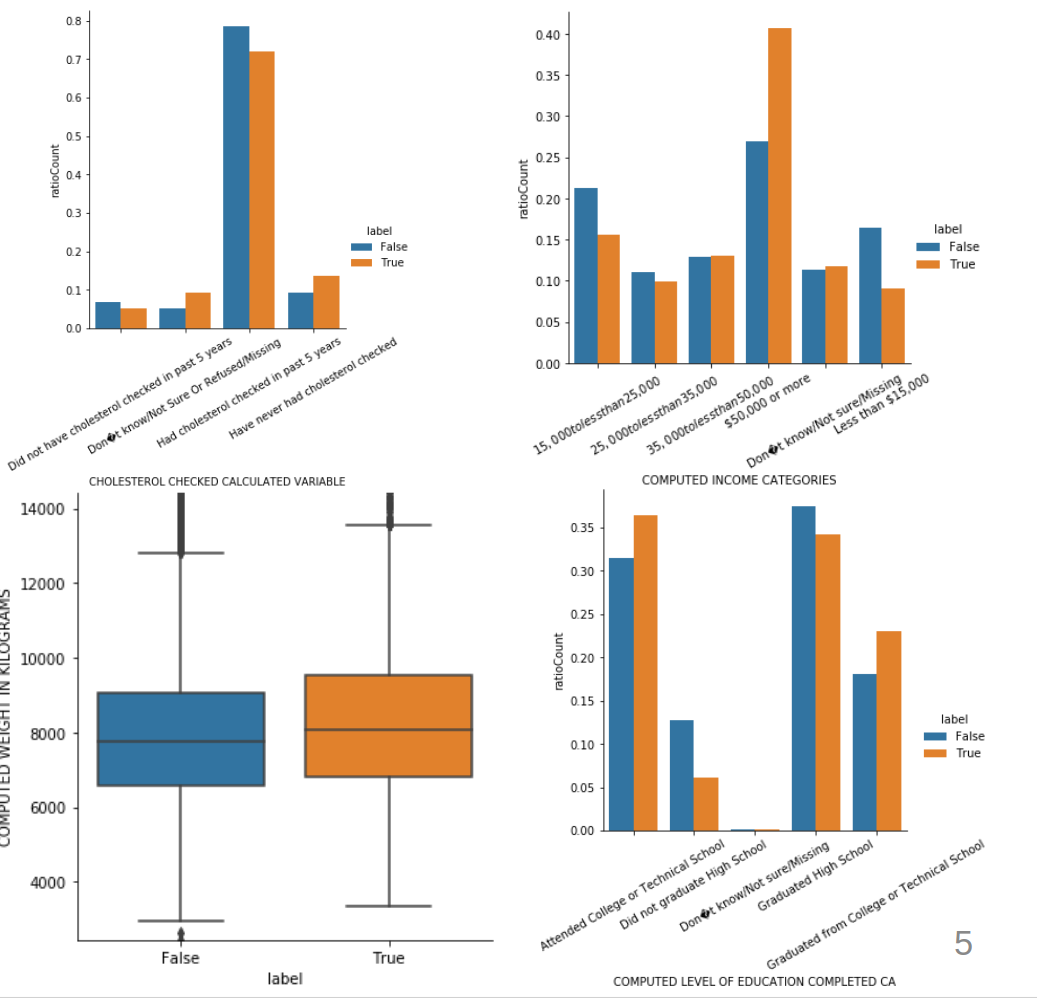 0.8
0.7
0.6
0.5
0.4
0.3
0.2
0.1
0.0
ratioCount
label
False
True
Did not have cholesterol checked in past 5 years
Don�t know/Not Sure Or Refused/Missing
Had cholesterol checked in past 5 years
Have never had cholesterol checked
CHOLESTEROL CHECKED CALCULATED VARIABLE
0.40
0.35
0.30
0.25
0.20
0.15
0.10
0.05
0.00
ratioCount
label
False
True
15,000tolessthan25,000
25,000tolessthan35,000
35,000tolessthan50,000
$50,000 or more
Don�t know/Not sure/Missing
Less than $15,000
COMPUTED INCOME CATEGORIES
14000
12000
10000
8000
6000
4000
COMPUTED WEIGHT IN KILOGRAMS
False
True
label
0.35
0.30
0.25
0.20
0.15
0.10
0.05
0.00
ratioCount
label
False
True
Attended College or Technical School
Did not graduate High School
Don�t know/Not sure/Missing
Graduated High School
Graduated from College or Technical School
COMPUTED LEVEL OF EDUCATION COMPLETED CA
5